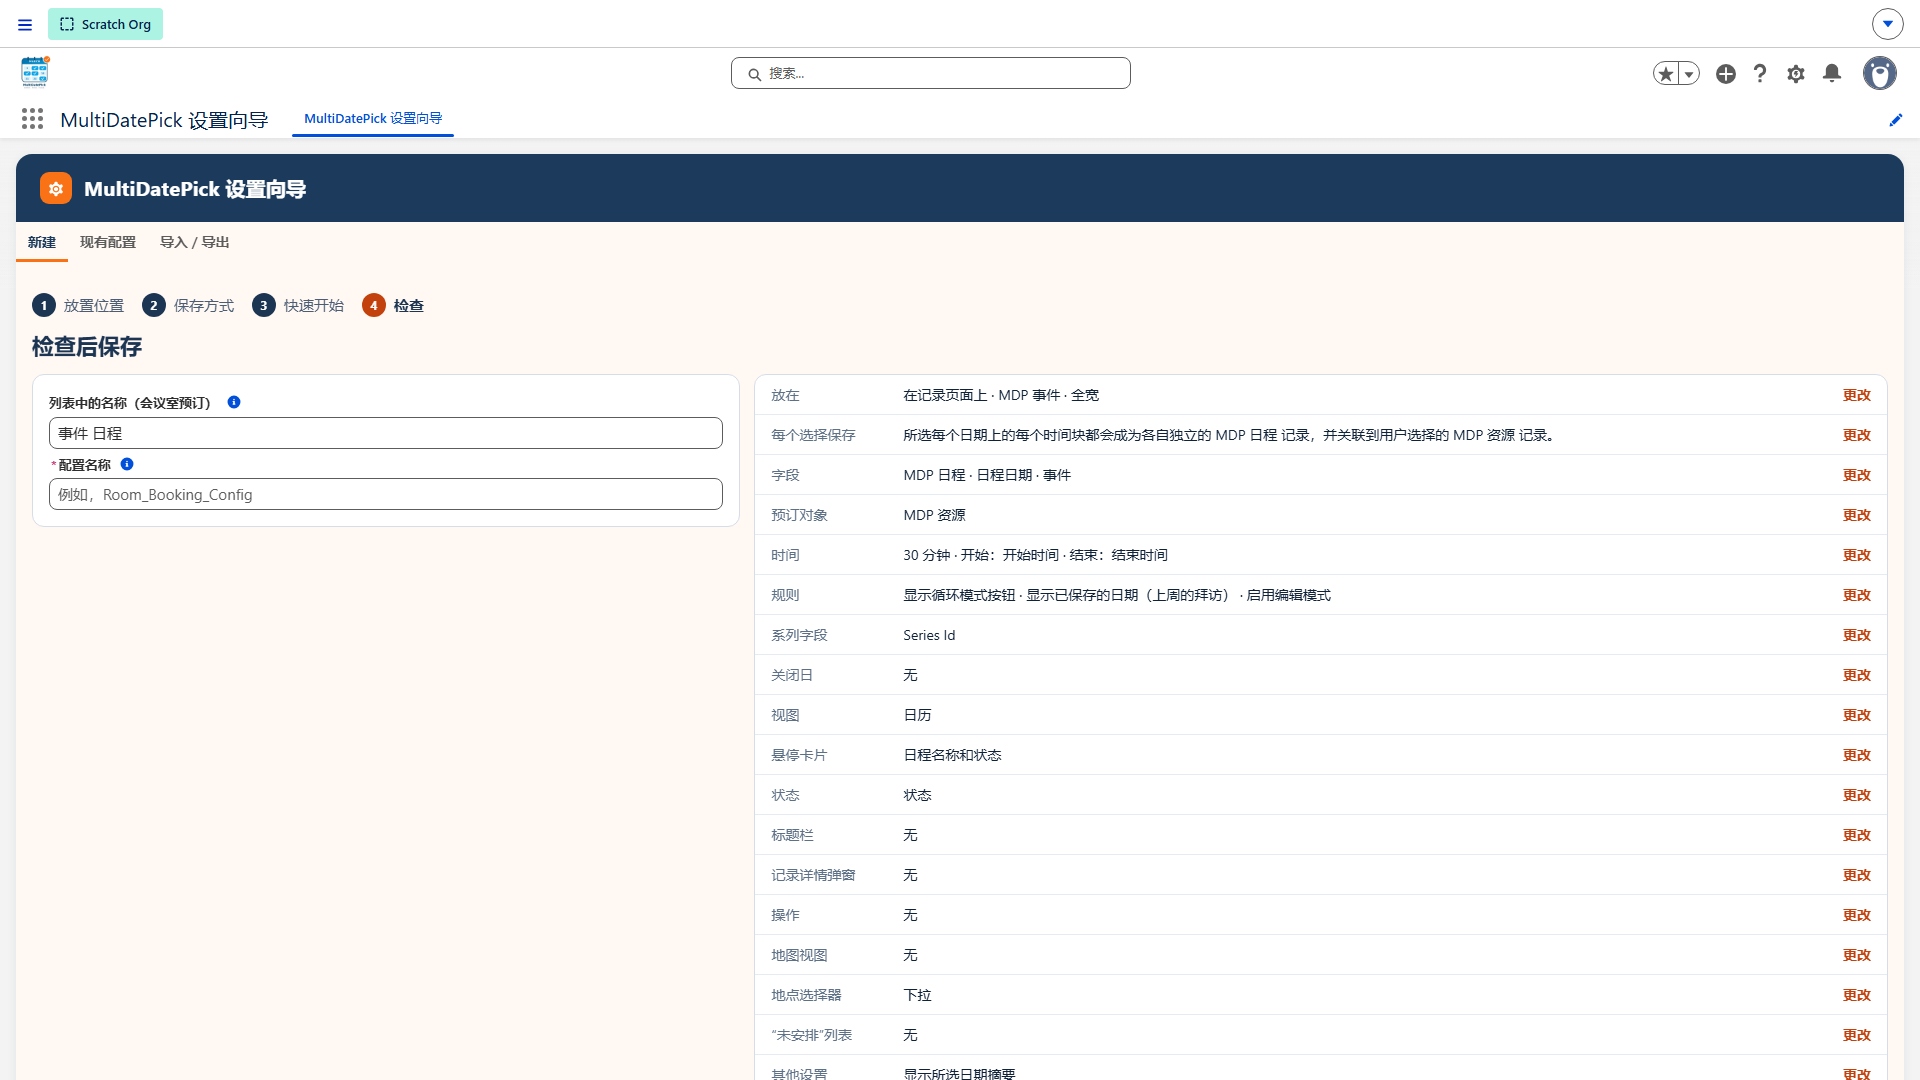 Scratch Org
搜索...
MultiDatePick 设置向导
MultiDatePick 设置向导
MultiDatePick 设置向导
新建
现有配置
导入 / 导出
1 放置位置
2 保存方式
3 快速开始
4 检查
检查后保存
列表中的名称（会议室预订）
事件 日程
*配置名称
例如，Room_Booking_Config
放在 在记录页面上 · MDP 事件 · 全宽 更改
每个选择保存 所选每个日期上的每个时间块都会成为各自独立的 MDP 日程 记录，并关联到用户选择的 MDP 资源 记录。 更改
字段 MDP 日程 · 日程日期 · 事件 更改
预订对象 MDP 资源 更改
时间 30 分钟 · 开始：开始时间 · 结束：结束时间 更改
规则 显示循环模式按钮 · 显示已保存的日期（上周的拜访） · 启用编辑模式 更改
系列字段 Series Id 更改
关闭日 无 更改
视图 日历 更改
悬停卡片 日程名称和状态 更改
状态 状态 更改
标题栏 无 更改
记录详情弹窗 无 更改
操作 无 更改
地图视图 无 更改
地点选择器 下拉 更改
“未安排”列表 无 更改
其他设置 显示所选日期摘要 更改